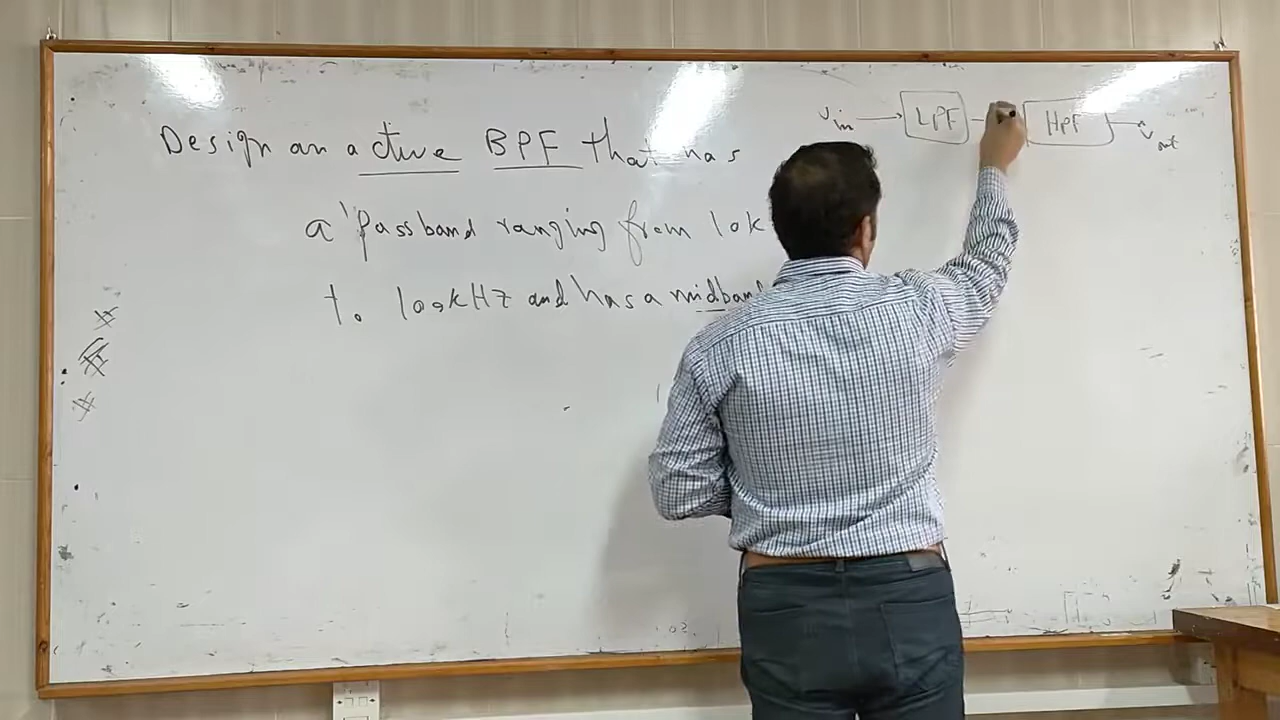 Design an active BPF that has
a Passband ranging from 10k
to 100kHz and has a midband
Vin LPF HPF Vout